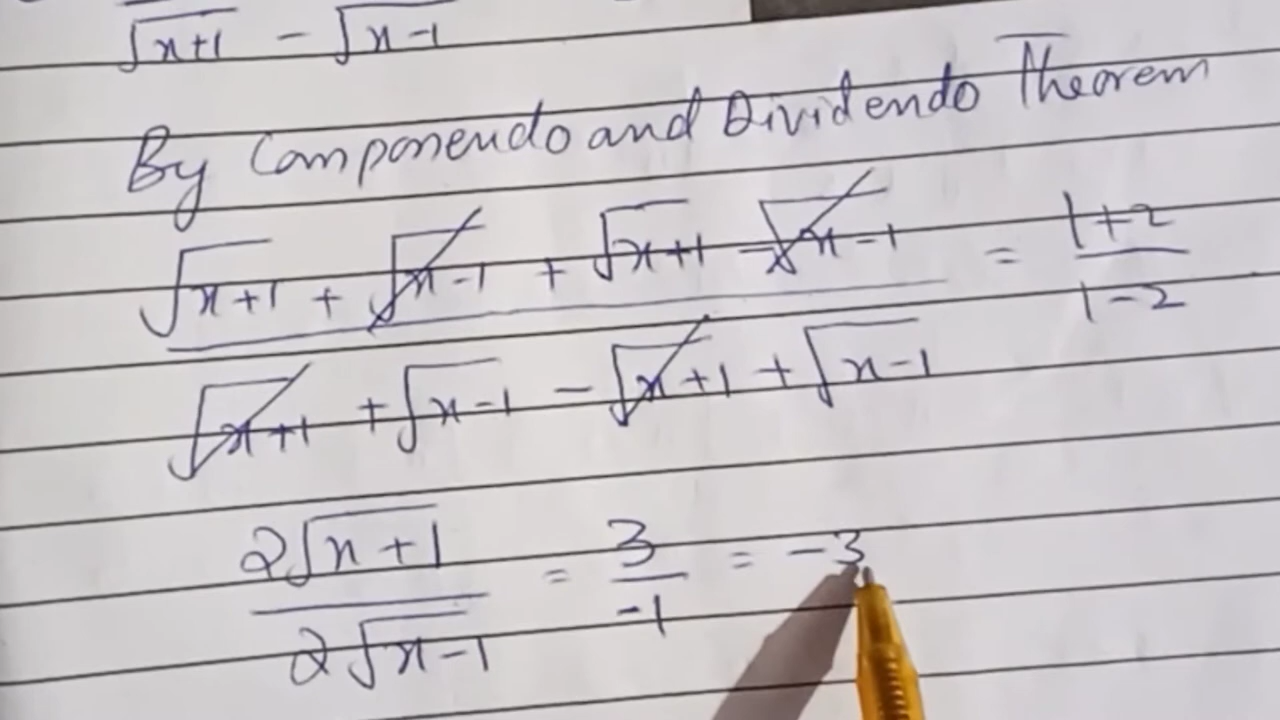 √x+1 - √x-1
By Componendo and Dividendo Theorem
√x+1 + √x-1 + √x+1 - √x-1 = 1+2
√x+1 + √x-1 - √x+1 + √x-1 1-2
2√x+1 = 3 = -3
2√x-1 -1